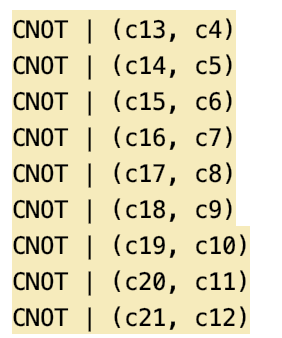 CNOT | (c13, c4)
CNOT | (c14, c5)
CNOT | (c15, c6)
CNOT | (c16, c7)
CNOT | (c17, c8)
CNOT | (c18, c9)
CNOT | (c19, c10)
CNOT | (c20, c11)
CNOT | (c21, c12)